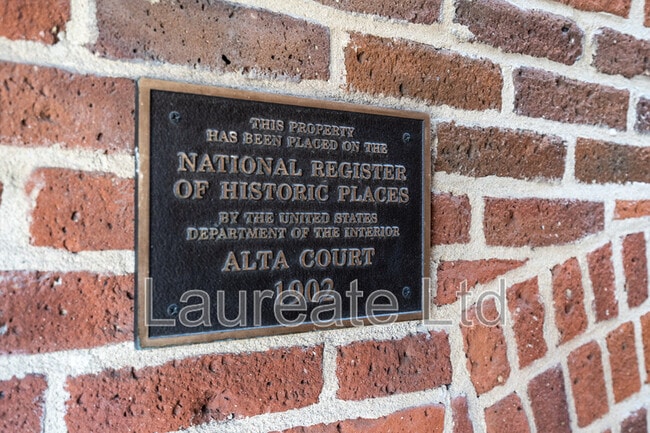 THIS PROPERTY
HAS BEEN PLACED ON THE
NATIONAL REGISTER
OF HISTORIC PLACES
BY THE UNITED STATES
DEPARTMENT OF THE INTERIOR
ALTA COURT
1902
Laureate Ltd